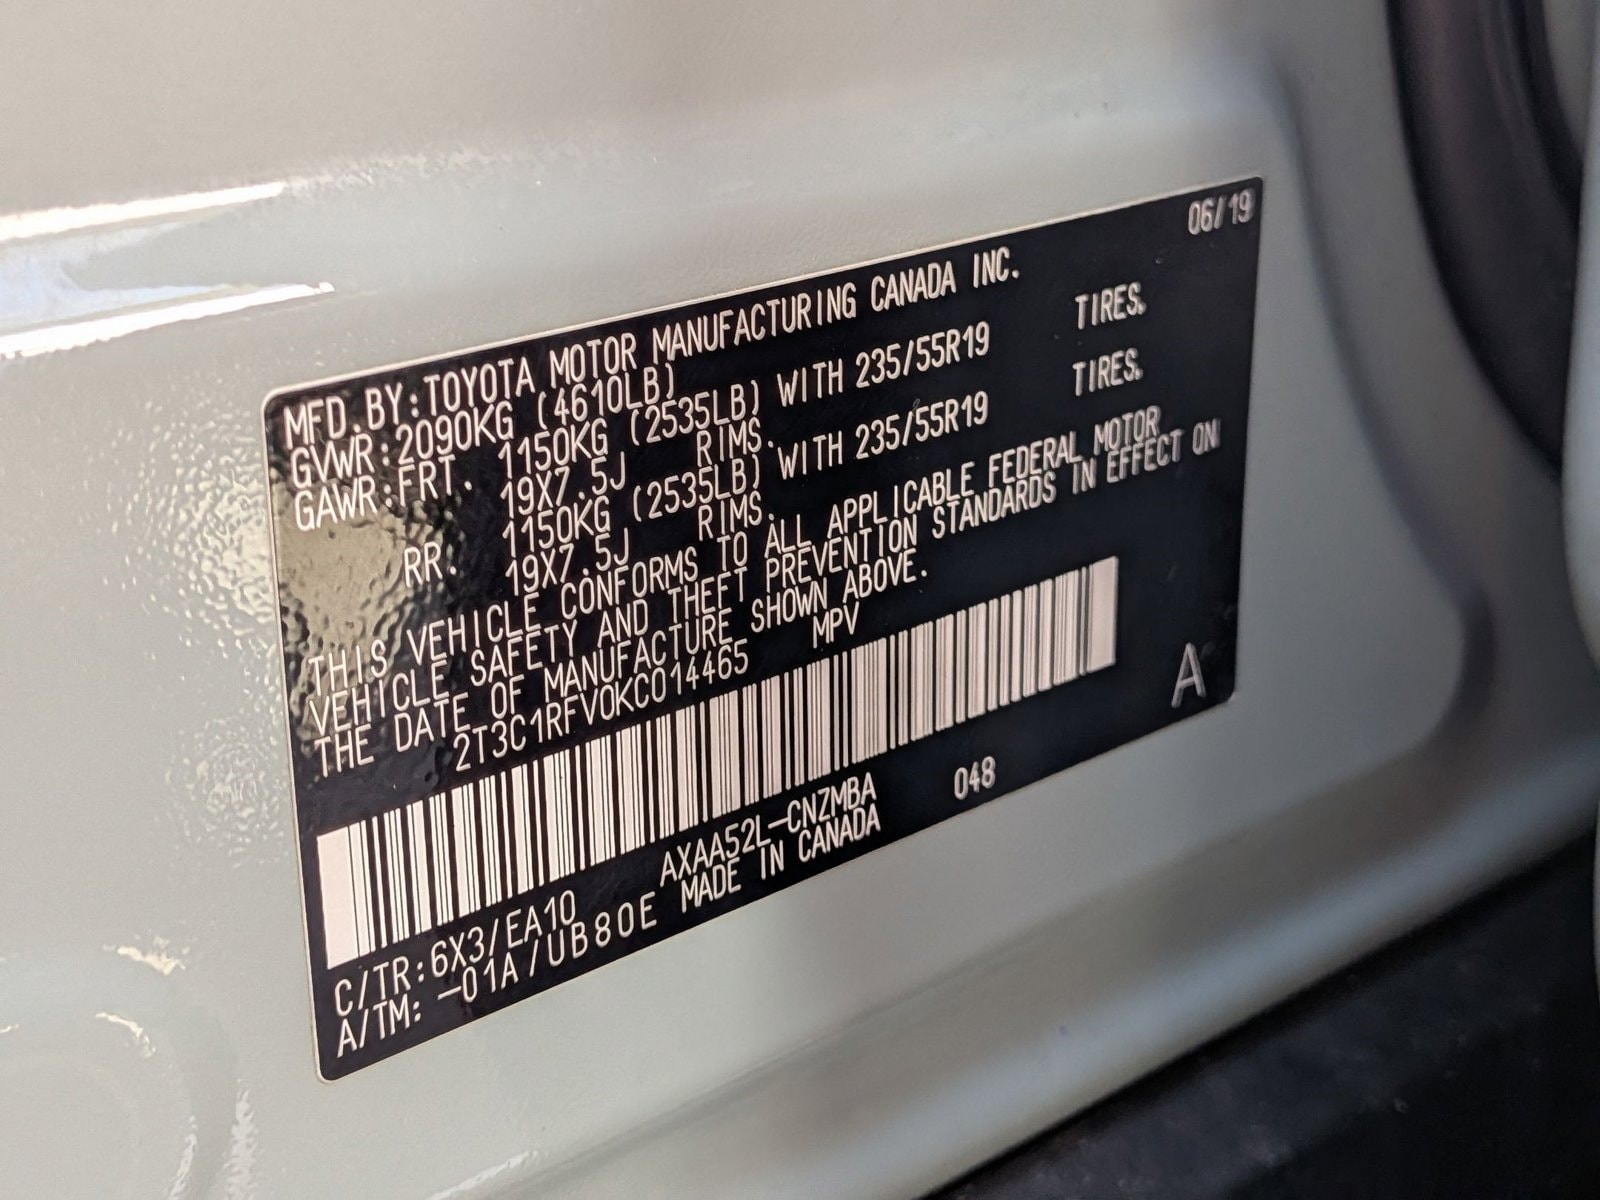 06/19
MFD.BY:TOYOTA MOTOR MANUFACTURING CANADA INC.
GVWR:2090KG (4610LB)
GAWR:FRT. 1150KG (2535LB) WITH 235/55R19 TIRES,
19X7.5J RIMS.
RR. 1150KG (2535LB) WITH 235/55R19 TIRES,
19X7.5J RIMS.
THIS VEHICLE CONFORMS TO ALL APPLICABLE FEDERAL MOTOR
VEHICLE SAFETY AND THEFT PREVENTION STANDARDS IN EFFECT ON
THE DATE OF MANUFACTURE SHOWN ABOVE.
2T3C1RFV0KC014465 MPV
A
C/TR:6X3/EA10 AXAA52L-CNZMBA 048
A/TM: -01A/UB80E MADE IN CANADA